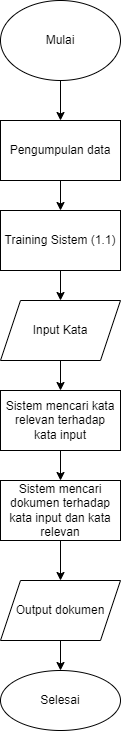 Mulai
Pengumpulan data
Training Sistem (1.1)
Input Kata
Sistem mencari kata
relevan terhadap
kata input
Sistem mencari
dokumen terhadap
kata input dan kata
relevan
Output dokumen
Selesai